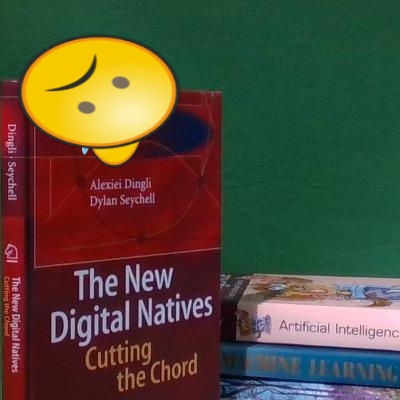 Dingli · Seychell
The New Digital Natives
Cutting the Chord
Alexiei Dingli
Dylan Seychell
The New
Digital Natives
Cutting
the Chord
Artificial Intelligenc
MACHINE LEARNING